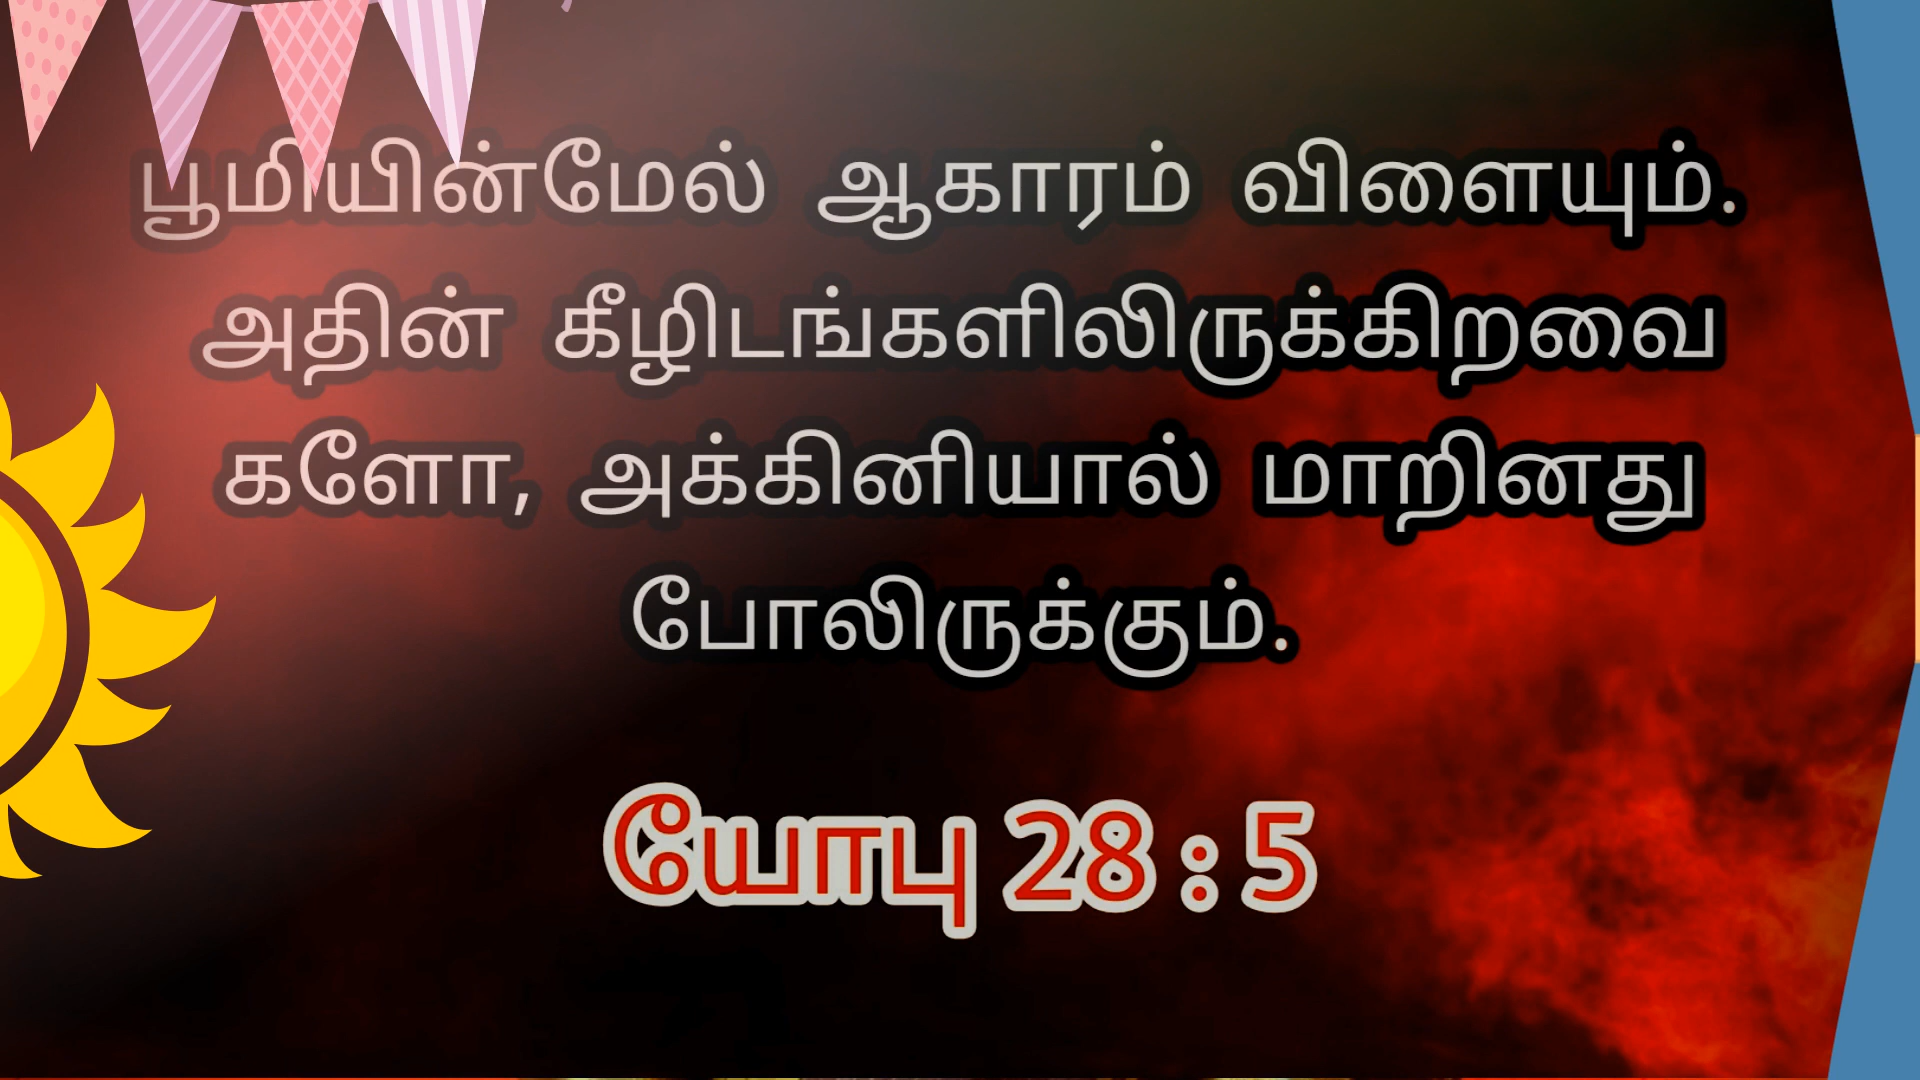 பூமியின்மேல் ஆகாரம் விளையும்.
அதின் கீழிடங்களிலிருக்கிறவை
களோ, அக்கினியால் மாறினது
போலிருக்கும்.
யோபு 28 : 5